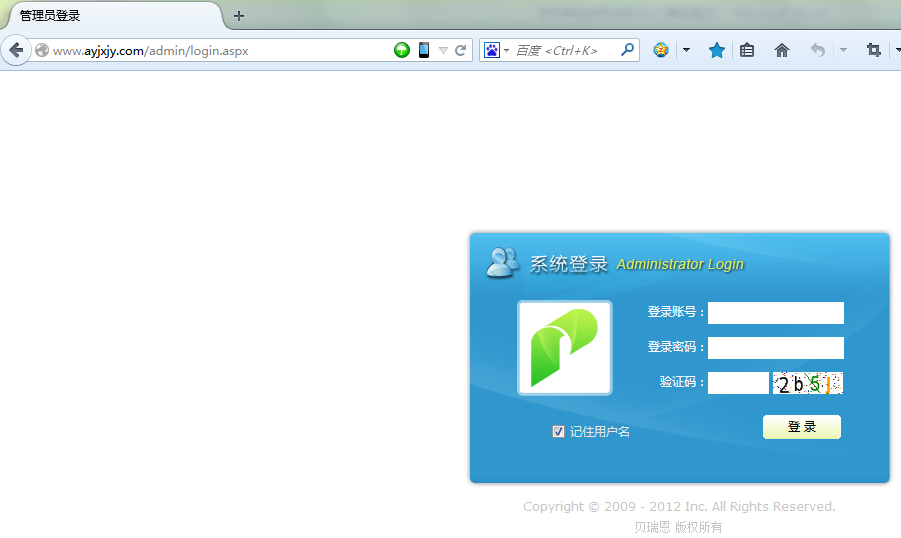 管理员登录
www.ayjxjy.com/admin/login.aspx
百度 <Ctrl+K>
系统登录 Administrator Login
登录账号：
登录密码：
验证码：
2b5j
记住用户名
登 录
Copyright © 2009 - 2012 Inc. All Rights Reserved.
贝瑞恩 版权所有